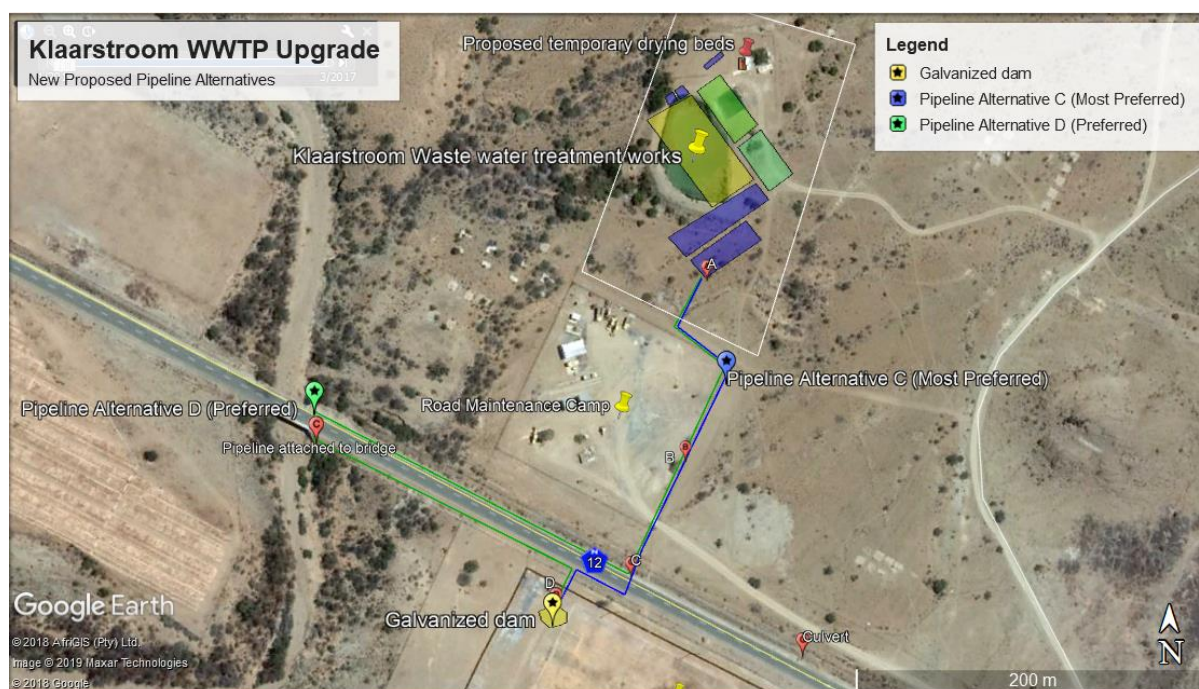 Klaarstroom WWTP Upgrade
New Proposed Pipeline Alternatives
3/2017
Legend
Galvanized dam
Pipeline Alternative C (Most Preferred)
Pipeline Alternative D (Preferred)
Proposed temporary drying beds
Klaarstroom Waste water treatment works
A
Pipeline Alternative C (Most Preferred)
Pipeline Alternative D (Preferred)
Road Maintenance Camp
C
Pipeline attached to bridge
B
B
N
12
C
D
Galvanized dam
Culvert
Google Earth
© 2018 AfriGIS (Pty) Ltd.
Image © 2019 Maxar Technologies
© 2018 Google
N
200 m